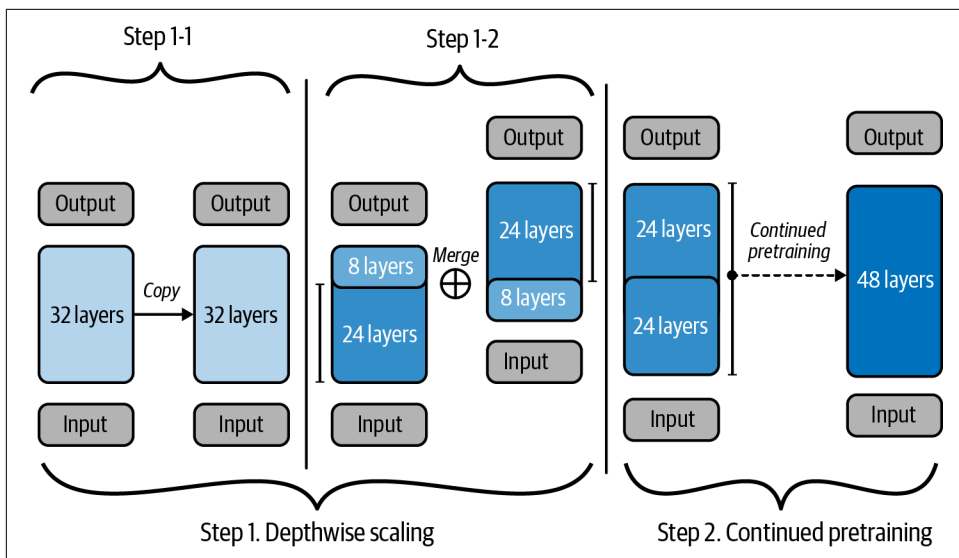 Step 1-1
Step 1-2
Output
Output
32 layers
Copy
32 layers
Input
Input
Output
8 layers
24 layers
Input
Merge
Output
24 layers
8 layers
Input
Output
24 layers
24 layers
Input
Continued
pretraining
Output
48 layers
Input
Step 1. Depthwise scaling
Step 2. Continued pretraining